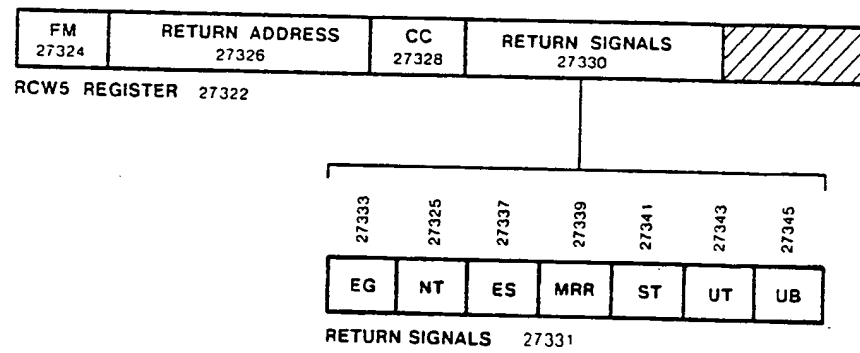 FM
27324
RETURN ADDRESS
27326
CC
27328
RETURN SIGNALS
27330
RCWS REGISTER 27322
27333
27325
27337
27339
27341
27343
27345
EG
NT
ES
MRR
ST
UT
UB
RETURN SIGNALS 27331